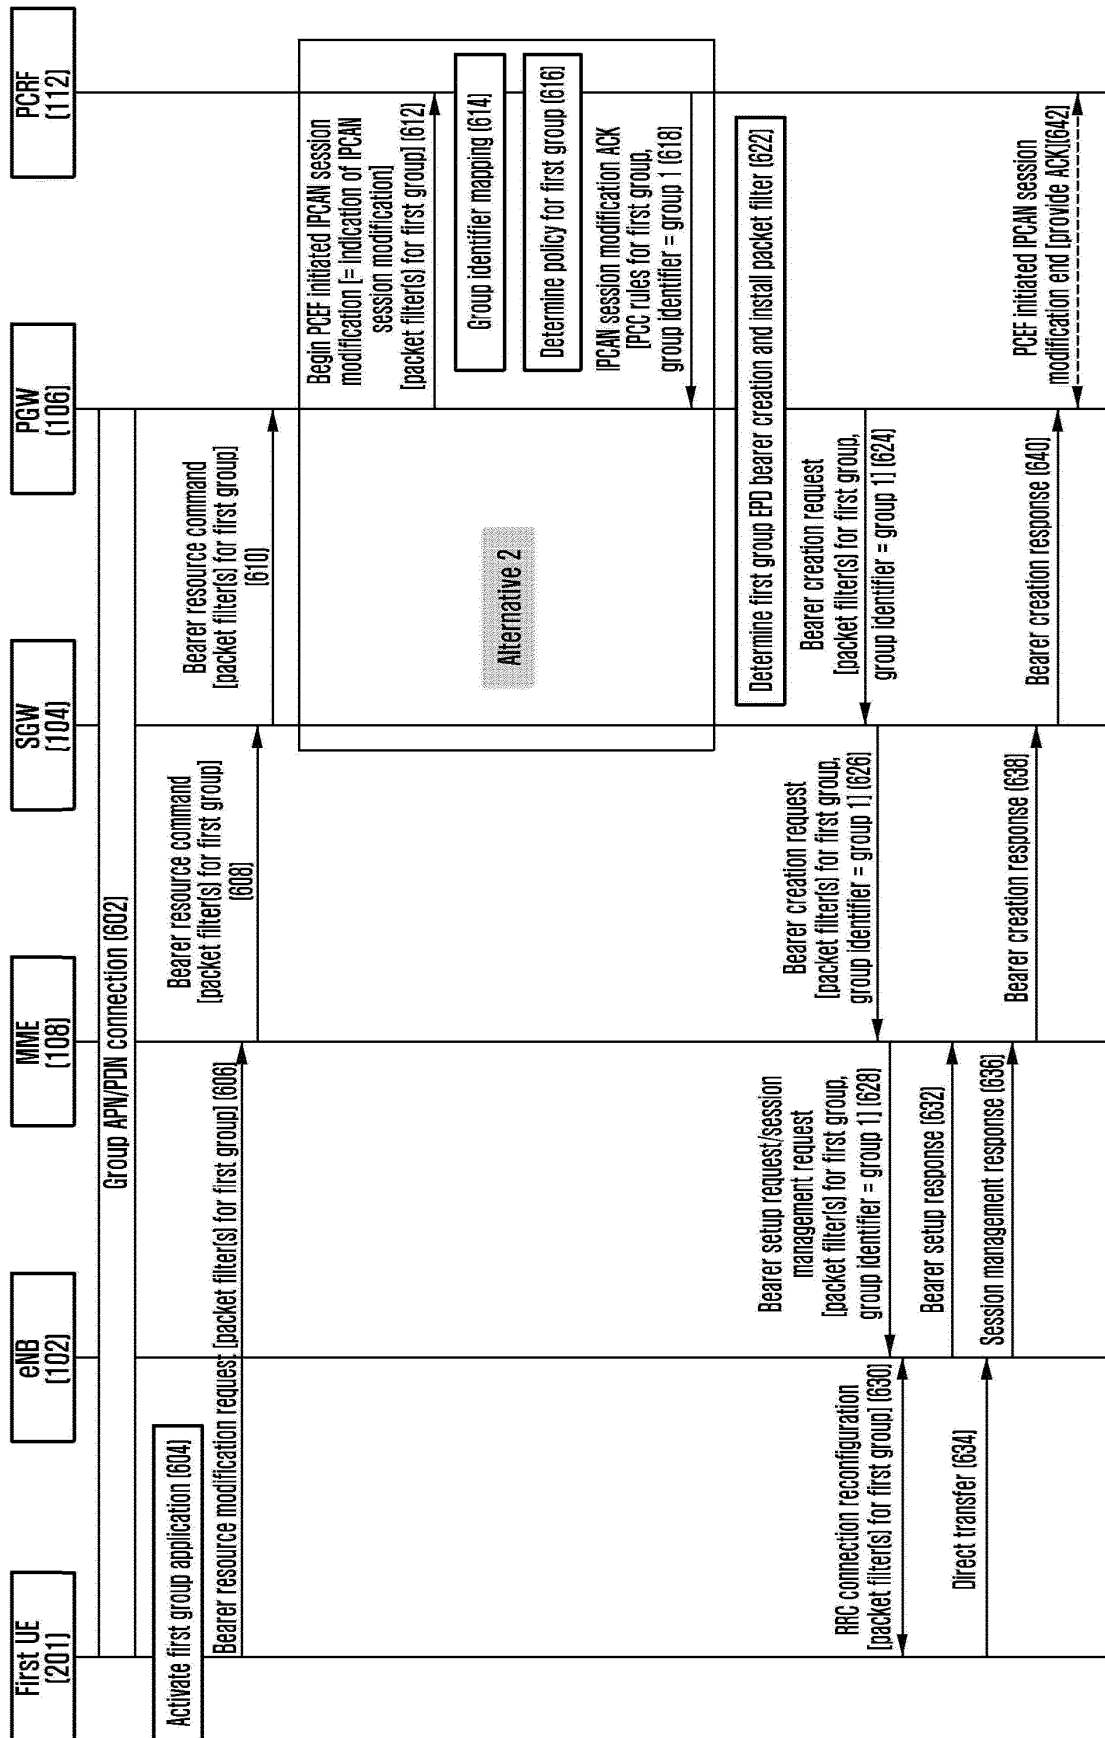 First UE
(201)
eNB
(102)
MME
(108)
SGW
(104)
PGW
(106)
PCRF
(112)
Group APN/PDN connection (602)
Activate first group application (604)
Bearer resource modification request [packet filter(s) for first group] (606)
Bearer resource command
[packet filter(s) for first group]
(608)
Bearer resource command
[packet filter(s) for first group]
(610)
Begin PCEF initiated IPCAN session
modification [= Indication of IPCAN
session modification]
[packet filter(s) for first group] (612)
Group identifier mapping (614)
Alternative 2
Determine policy for first group (616)
IPCAN session modification ACK
[PCC rules for first group,
group identifier = group 1 (618)
Determine first group EPD bearer creation and install packet filter (622)
Bearer creation request
[packet filter(s) for first group,
group identifier = group 1] (624)
Bearer creation request
[packet filter(s) for first group,
group identifier = group 1] (626)
Bearer setup request/session
management request
[packet filter(s) for first group,
group identifier = group 1] (628)
RRC connection reconfiguration
[packet filter(s) for first group] (630)
Bearer setup response (632)
Direct transfer (634)
Session management response (636)
Bearer creation response (638)
Bearer creation response (640)
PCEF initiated IPCAN session
modification end [provide ACK](642)